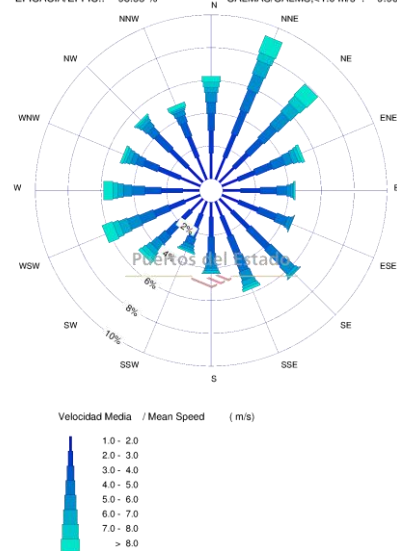 NNW
N
NNE
NW
NE
WNW
ENE
W
E
WSW
ESE
SW
SE
SSW
SSE
S
2%
4%
6%
8%
10%
Puertos del Estado
Velocidad Media / Mean Speed ( m/s)
1.0 - 2.0
2.0 - 3.0
3.0 - 4.0
4.0 - 5.0
5.0 - 6.0
6.0 - 7.0
7.0 - 8.0
> 8.0